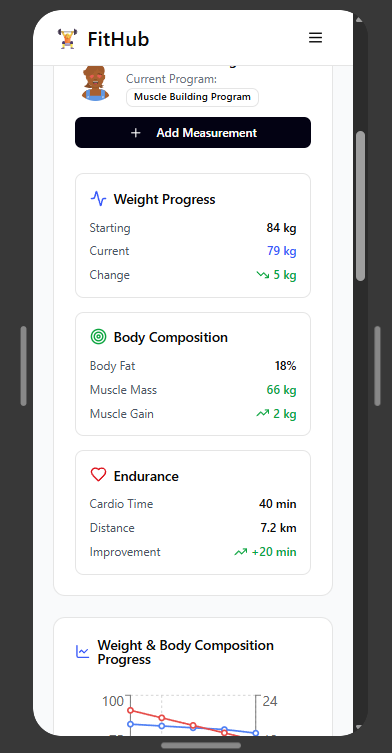 FitHub
Current Program:
Muscle Building Program
+ Add Measurement
Weight Progress
Starting 84 kg
Current 79 kg
Change 5 kg
Body Composition
Body Fat 18%
Muscle Mass 66 kg
Muscle Gain 2 kg
Endurance
Cardio Time 40 min
Distance 7.2 km
Improvement +20 min
Weight & Body Composition
Progress
100 24